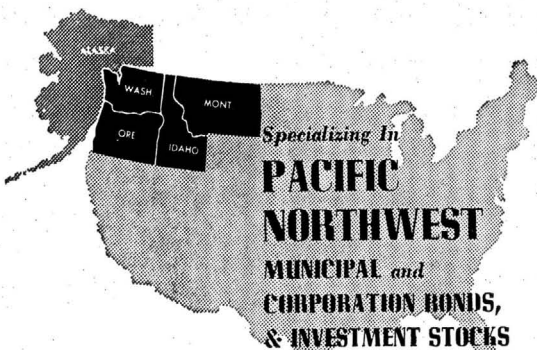 ALASKA
WASH
MONT
ORE
IDAHO
Specializing In
PACIFIC
NORTHWEST
MUNICIPAL and
CORPORATION BONDS,
& INVESTMENT STOCKS